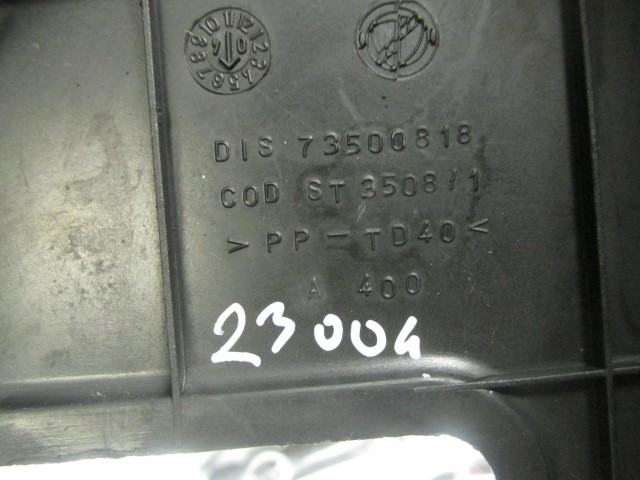 DIS 73500818
COD ST 3508/1
>PP-TD40<
A 400
23004